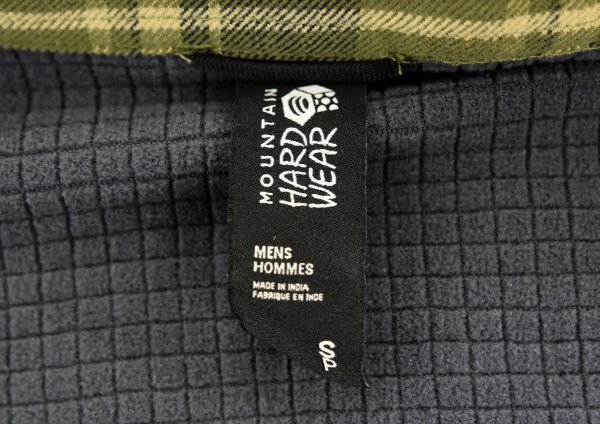 MOUNTAIN
HARD
WEAR
MENS
HOMMES
MADE IN INDIA
FABRIQUE EN INDE
SP